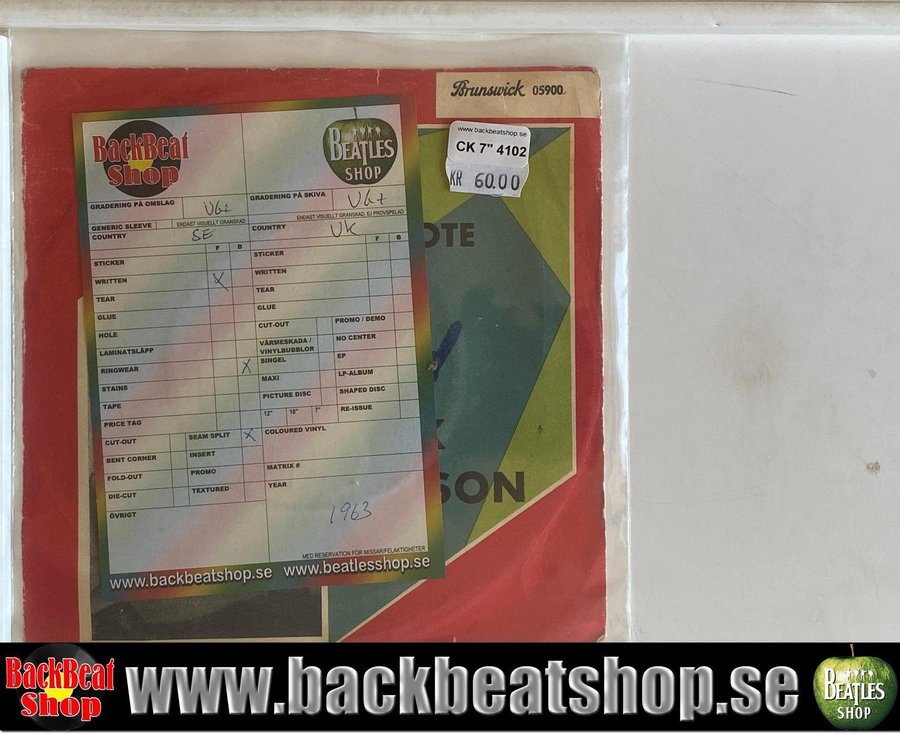 Brunswick 05900
www.backbeatshop.se
CK 7" 4102
KR 60.00
BackBeat
Shop
BEATLES
SHOP
GRADERING PÅ OMSLAG VG+
GRADERING PÅ SKIVA VG+
ENDAST VISUELLT GRANSKAD
ENDAST VISUELLT GRANSKAD, EJ PROVSPELAD
GENERIC SLEEVE
COUNTRY SE
F B
STICKER
WRITTEN X
TEAR
GLUE
HOLE
LAMINATSLÄPP
RINGWEAR X
STAINS
TAPE
PRICE TAG
CUT-OUT SEAM SPLIT X
BENT CORNER INSERT
FOLD-OUT PROMO
DIE-CUT TEXTURED
ÖVRIGT
COUNTRY UK
F B
STICKER
WRITTEN
TEAR
GLUE
CUT-OUT PROMO / DEMO
VÄRMESKADA /
VINYLBUBBLOR NO CENTER
SINGEL EP
MAXI LP-ALBUM
PICTURE DISC SHAPED DISC
12" 10" 7" RE-ISSUE
COLOURED VINYL
MATRIX #
YEAR
1963
MED RESERVATION FÖR MISSAR/FELAKTIGHETER
www.backbeatshop.se www.beatlesshop.se
OTE
SON
BackBeat
Shop
www.backbeatshop.se
BEATLES
SHOP